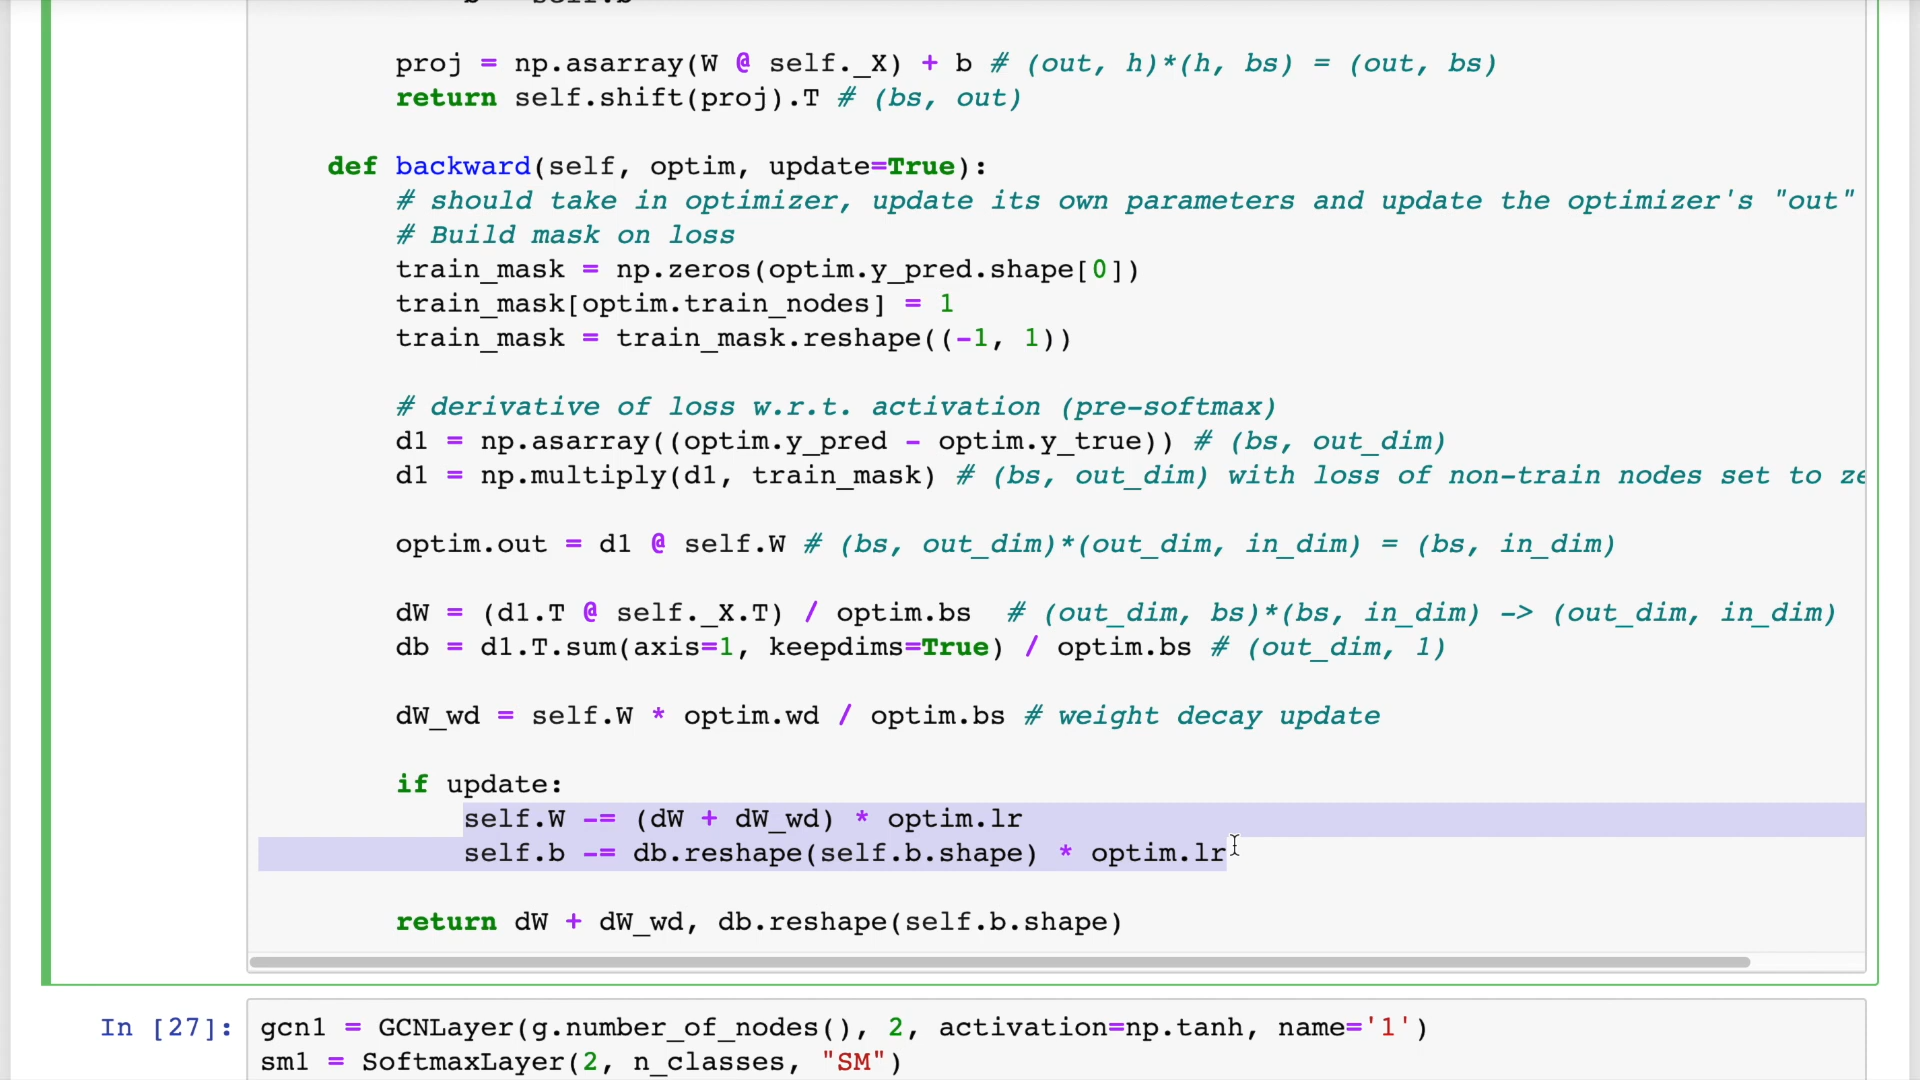 proj = np.asarray(W @ self._X) + b # (out, h)*(h, bs) = (out, bs)
return self.shift(proj).T # (bs, out)
def backward(self, optim, update=True):
# should take in optimizer, update its own parameters and update the optimizer's "out"
# Build mask on loss
train_mask = np.zeros(optim.y_pred.shape[0])
train_mask[optim.train_nodes] = 1
train_mask = train_mask.reshape((-1, 1))
# derivative of loss w.r.t. activation (pre-softmax)
d1 = np.asarray((optim.y_pred - optim.y_true)) # (bs, out_dim)
d1 = np.multiply(d1, train_mask) # (bs, out_dim) with loss of non-train nodes set to ze
optim.out = d1 @ self.W # (bs, out_dim)*(out_dim, in_dim) = (bs, in_dim)
dW = (d1.T @ self._X.T) / optim.bs # (out_dim, bs)*(bs, in_dim) -> (out_dim, in_dim)
db = d1.T.sum(axis=1, keepdims=True) / optim.bs # (out_dim, 1)
dW_wd = self.W * optim.wd / optim.bs # weight decay update
if update:
self.W -= (dW + dW_wd) * optim.lr
self.b -= db.reshape(self.b.shape) * optim.lr
return dW + dW_wd, db.reshape(self.b.shape)
In [27]: gcn1 = GCNLayer(g.number_of_nodes(), 2, activation=np.tanh, name='1')
sm1 = SoftmaxLayer(2, n_classes, "SM")